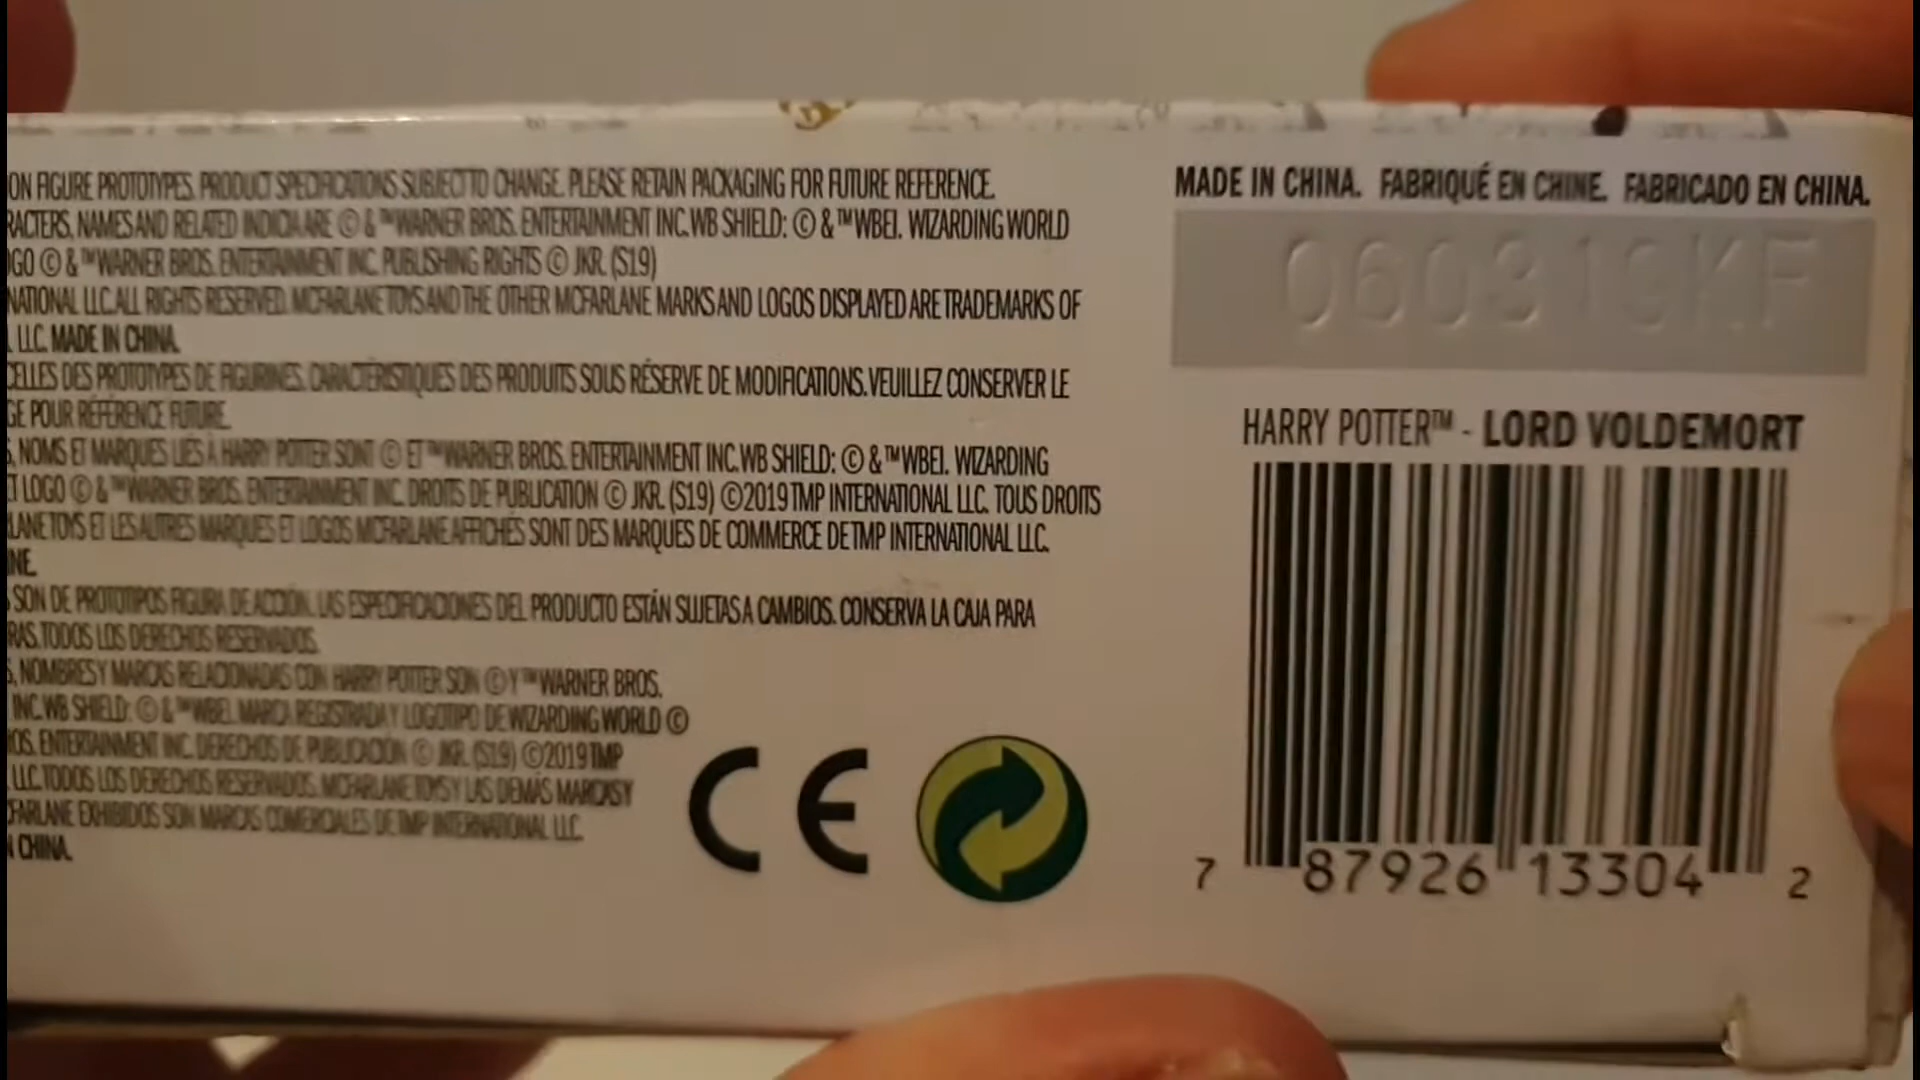 ON FIGURE PROTOTYPES. PRODUCT SPECIFICATIONS SUBJECT TO CHANGE. PLEASE RETAIN PACKAGING FOR FUTURE REFERENCE.
RACTERS, NAMES AND RELATED INDICIA ARE © & ™ WARNER BROS. ENTERTAINMENT INC. WB SHIELD: © & ™ WBEI. WIZARDING WORLD
GO © & ™ WARNER BROS. ENTERTAINMENT INC. PUBLISHING RIGHTS © JKR. (S19)
NATIONAL LLC. ALL RIGHTS RESERVED. MCFARLANE TOYS AND THE OTHER MCFARLANE MARKS AND LOGOS DISPLAYED ARE TRADEMARKS OF
LLC. MADE IN CHINA.
CELLES DES PROTOTYPES DE FIGURINES. CARACTÉRISTIQUES DES PRODUITS SOUS RÉSERVE DE MODIFICATIONS. VEUILLEZ CONSERVER LE
GE POUR RÉFÉRENCE FUTURE.
S, NOMS ET MARQUES LIÉS À HARRY POTTER SONT © ET ™ WARNER BROS. ENTERTAINMENT INC. WB SHIELD: © & ™ WBEI. WIZARDING
ET LOGO © & ™ WARNER BROS. ENTERTAINMENT INC. DROITS DE PUBLICATION © JKR. (S19) ©2019 TMP INTERNATIONAL LLC. TOUS DROITS
LANE TOYS ET LES AUTRES MARQUES ET LOGOS MCFARLANE AFFICHÉS SONT DES MARQUES DE COMMERCE DE TMP INTERNATIONAL LLC.
INE.
SON DE PROTOTIPOS FIGURA DE ACCIÓN. LAS ESPECIFICACIONES DEL PRODUCTO ESTÁN SUJETAS A CAMBIOS. CONSERVA LA CAJA PARA
RAS. TODOS LOS DERECHOS RESERVADOS.
S, NOMBRES Y MARCAS RELACIONADAS CON HARRY POTTER SON © Y ™ WARNER BROS.
INC. WB SHIELD: © & ™ WBEI. MARCA REGISTRADA Y LOGOTIPO DE WIZARDING WORLD ©
ROS. ENTERTAINMENT INC. DERECHOS DE PUBLICACIÓN © JKR. (S19) ©2019 TMP
LLC. TODOS LOS DERECHOS RESERVADOS. MCFARLANE TOYS Y LAS DEMÁS MARCAS Y
CFARLANE EXHIBIDOS SON MARCAS COMERCIALES DE TMP INTERNATIONAL LLC.
N CHINA.
CE
MADE IN CHINA. FABRIQUÉ EN CHINE. FABRICADO EN CHINA.
060319KF
HARRY POTTER™ - LORD VOLDEMORT
7 87926 13304 2